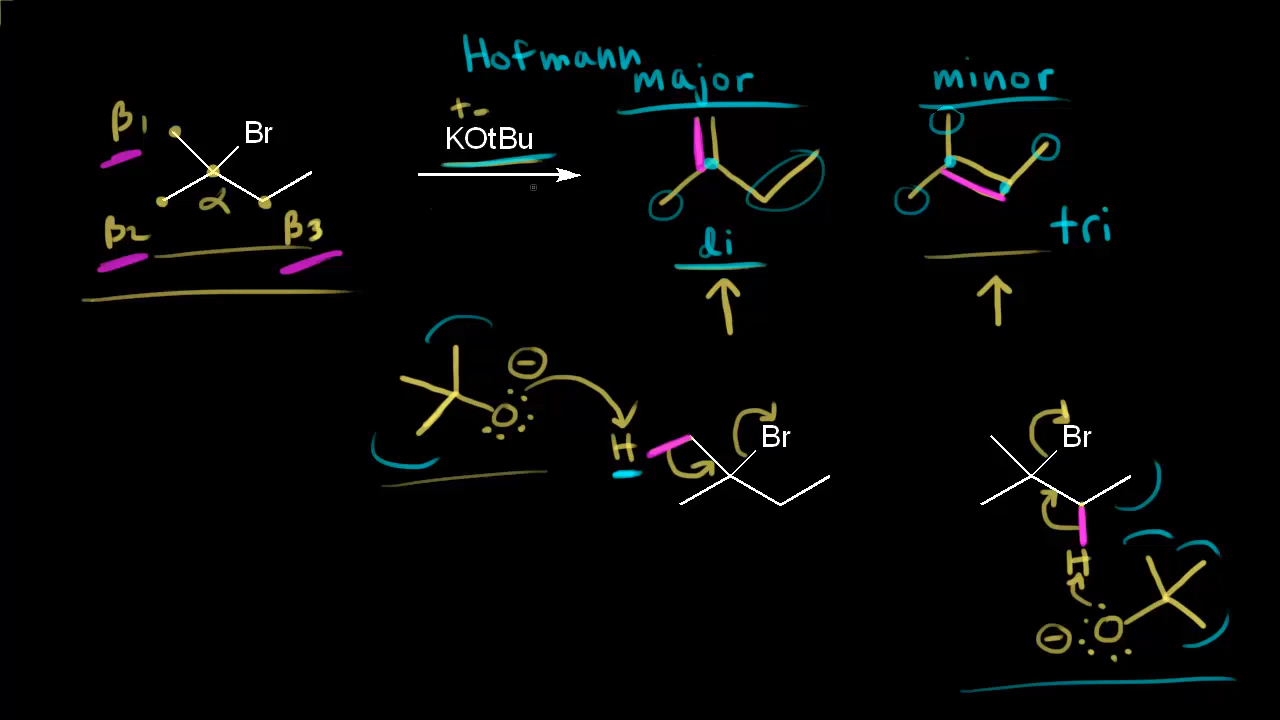 Hofmann
major
minor
β1
Br
+-
KOtBu
α
β2
β3
di
tri
H
O
Br
Br
H
O